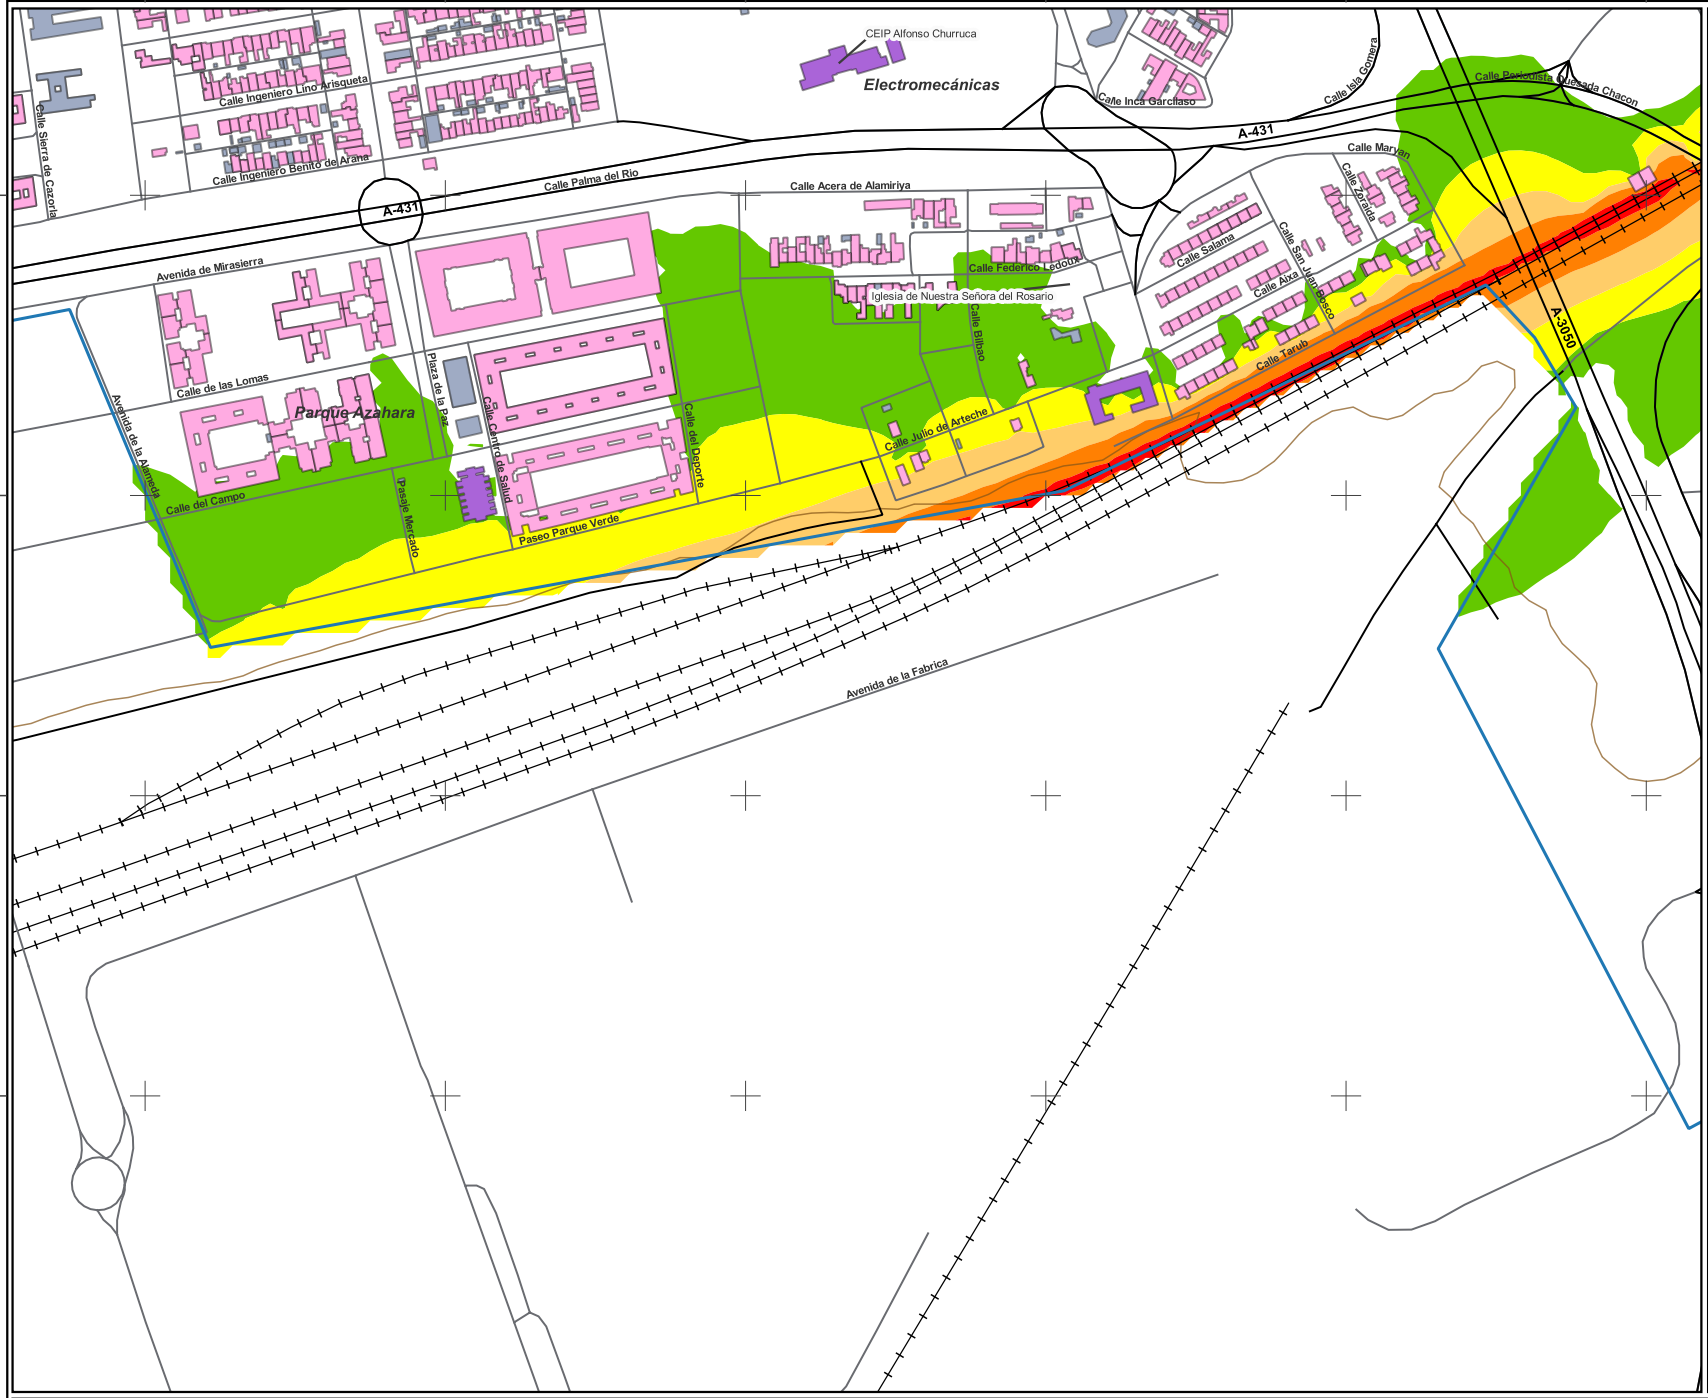 CEIP Alfonso Churruca
Electromecánicas
Calle Periodista Quesada Chacon
Calle Isla Gomera
Calle Inca Garcilaso
Calle Ingeniero Lino Arisqueta
Calle Sierra de Cazorla
A-431
Calle Maryan
Calle Ingeniero Benito de Arana
Calle Palma del Rio
Calle Acera de Alamiriya
Calle Zoraida
A-431
Calle Salama
Calle San Juan Bosco
Avenida de Mirasierra
Calle Federico Ledoux
Calle Aixa
Iglesia de Nuestra Señora del Rosario
Calle Bilbao
A-3050
Calle Tarub
Calle de las Lomas
Plaza de la Paz
Parque Azahara
Avenida de la Alameda
Calle Centro de Salud
Calle del Deporte
Calle Julio de Arteche
Calle del Campo
Pasaje Mercado
Paseo Parque Verde
Avenida de la Fabrica